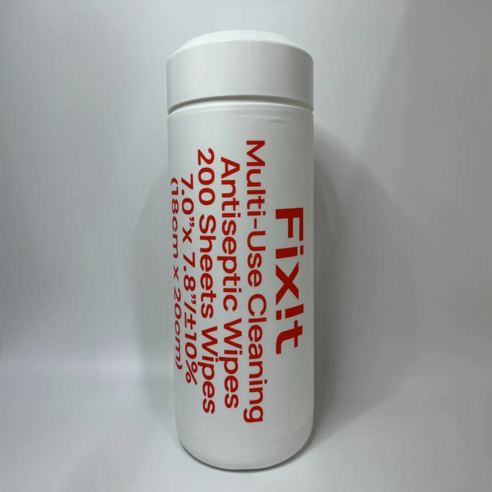 Fix!t
Multi-Use Cleaning
Antiseptic Wipes
200 Sheets Wipes
7.0”x 7.8”/±10%
(18cm x 20cm)